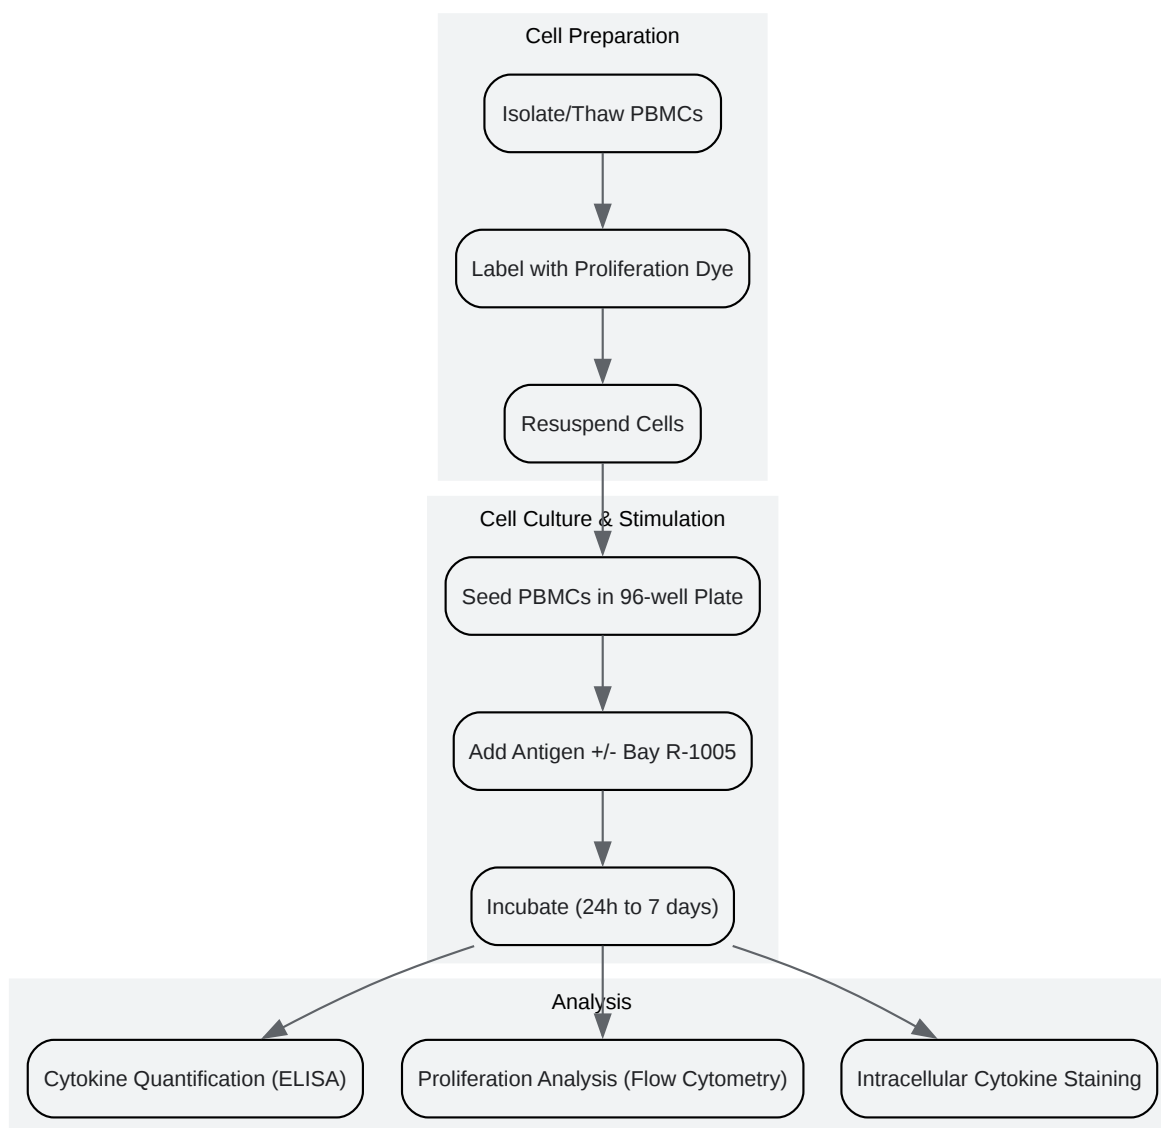 Cell Preparation
Isolate/Thaw PBMCs
Label with Proliferation Dye
Resuspend Cells
Cell Culture & Stimulation
Seed PBMCs in 96-well Plate
Add Antigen +/- Bay R-1005
Incubate (24h to 7 days)
Analysis
Cytokine Quantification (ELISA)
Proliferation Analysis (Flow Cytometry)
Intracellular Cytokine Staining